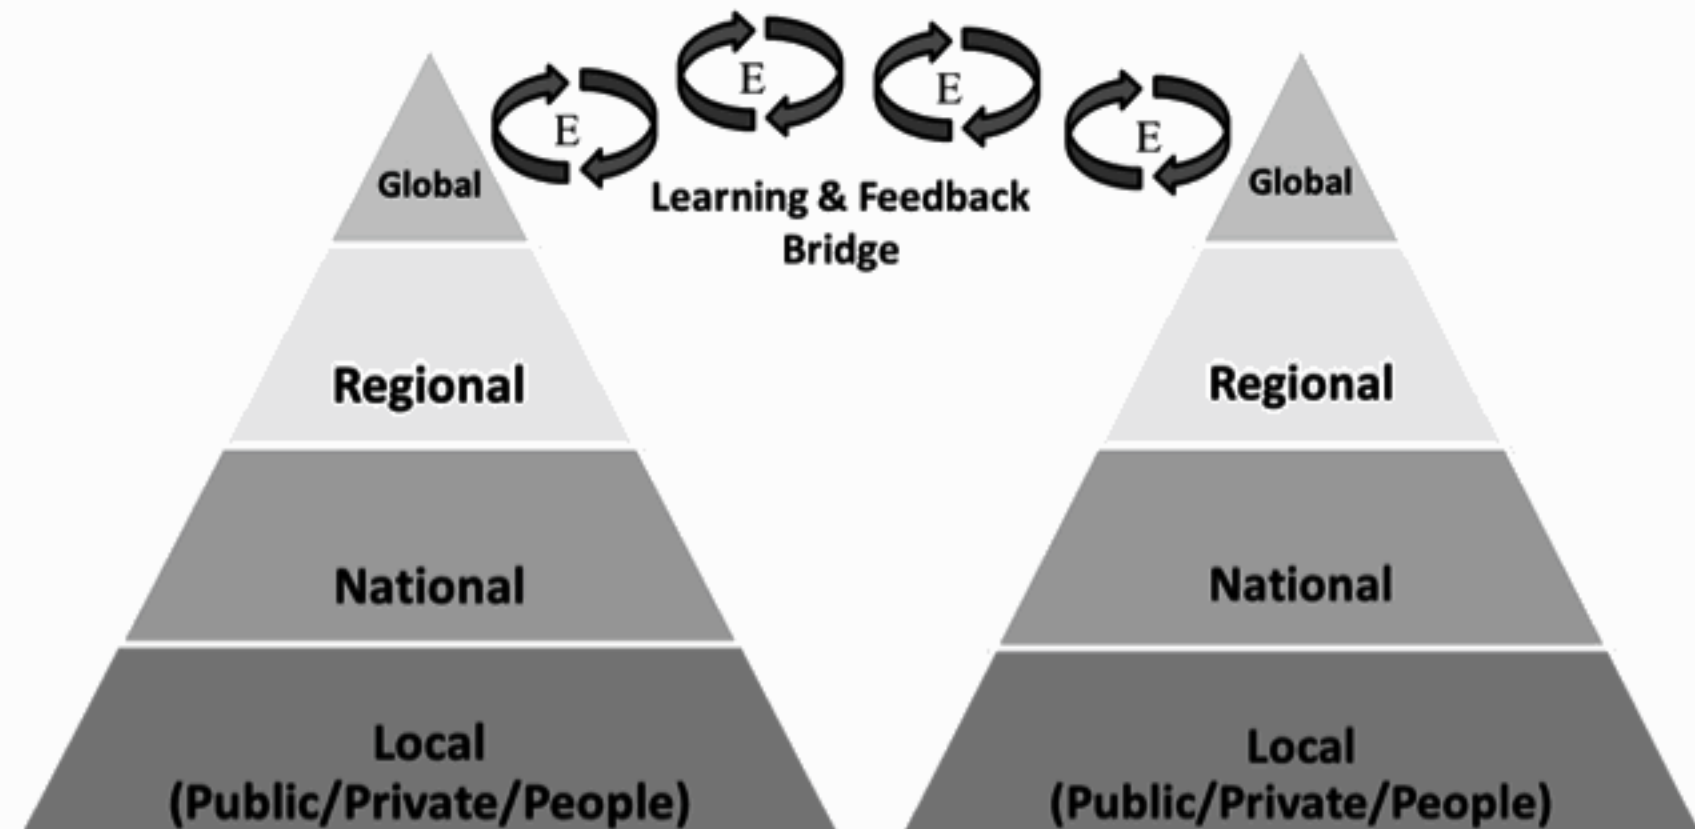 E
E
E
E
Learning & Feedback
Bridge
Global
Regional
National
Local
(Public/Private/People)
Global
Regional
National
Local
(Public/Private/People)